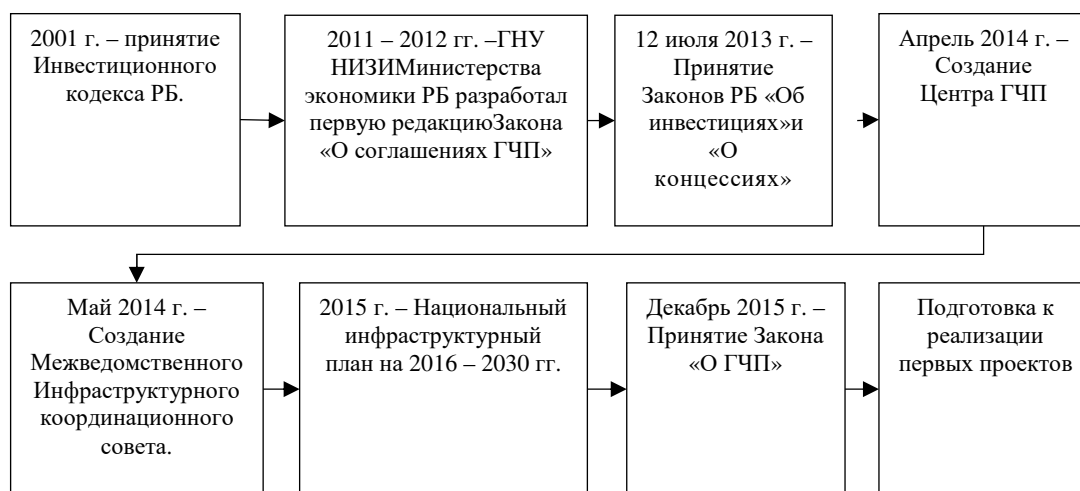 2001 г. – принятие
Инвестиционного
кодекса РБ.
2011 – 2012 гг. –ГНУ
НИЗИМинистерства
экономики РБ разработал
первую редакциюЗакона
«О соглашениях ГЧП»
12 июля 2013 г. –
Принятие
Законов РБ «Об
инвестициях»и
«О
концессиях»
Апрель 2014 г. –
Создание
Центра ГЧП
Май 2014 г. –
Создание
Межведомственного
Инфраструктурного
координационного
совета.
2015 г. – Национальный
инфраструктурный
план на 2016 – 2030 гг.
Декабрь 2015 г. –
Принятие Закона
«О ГЧП»
Подготовка к
реализации
первых проектов